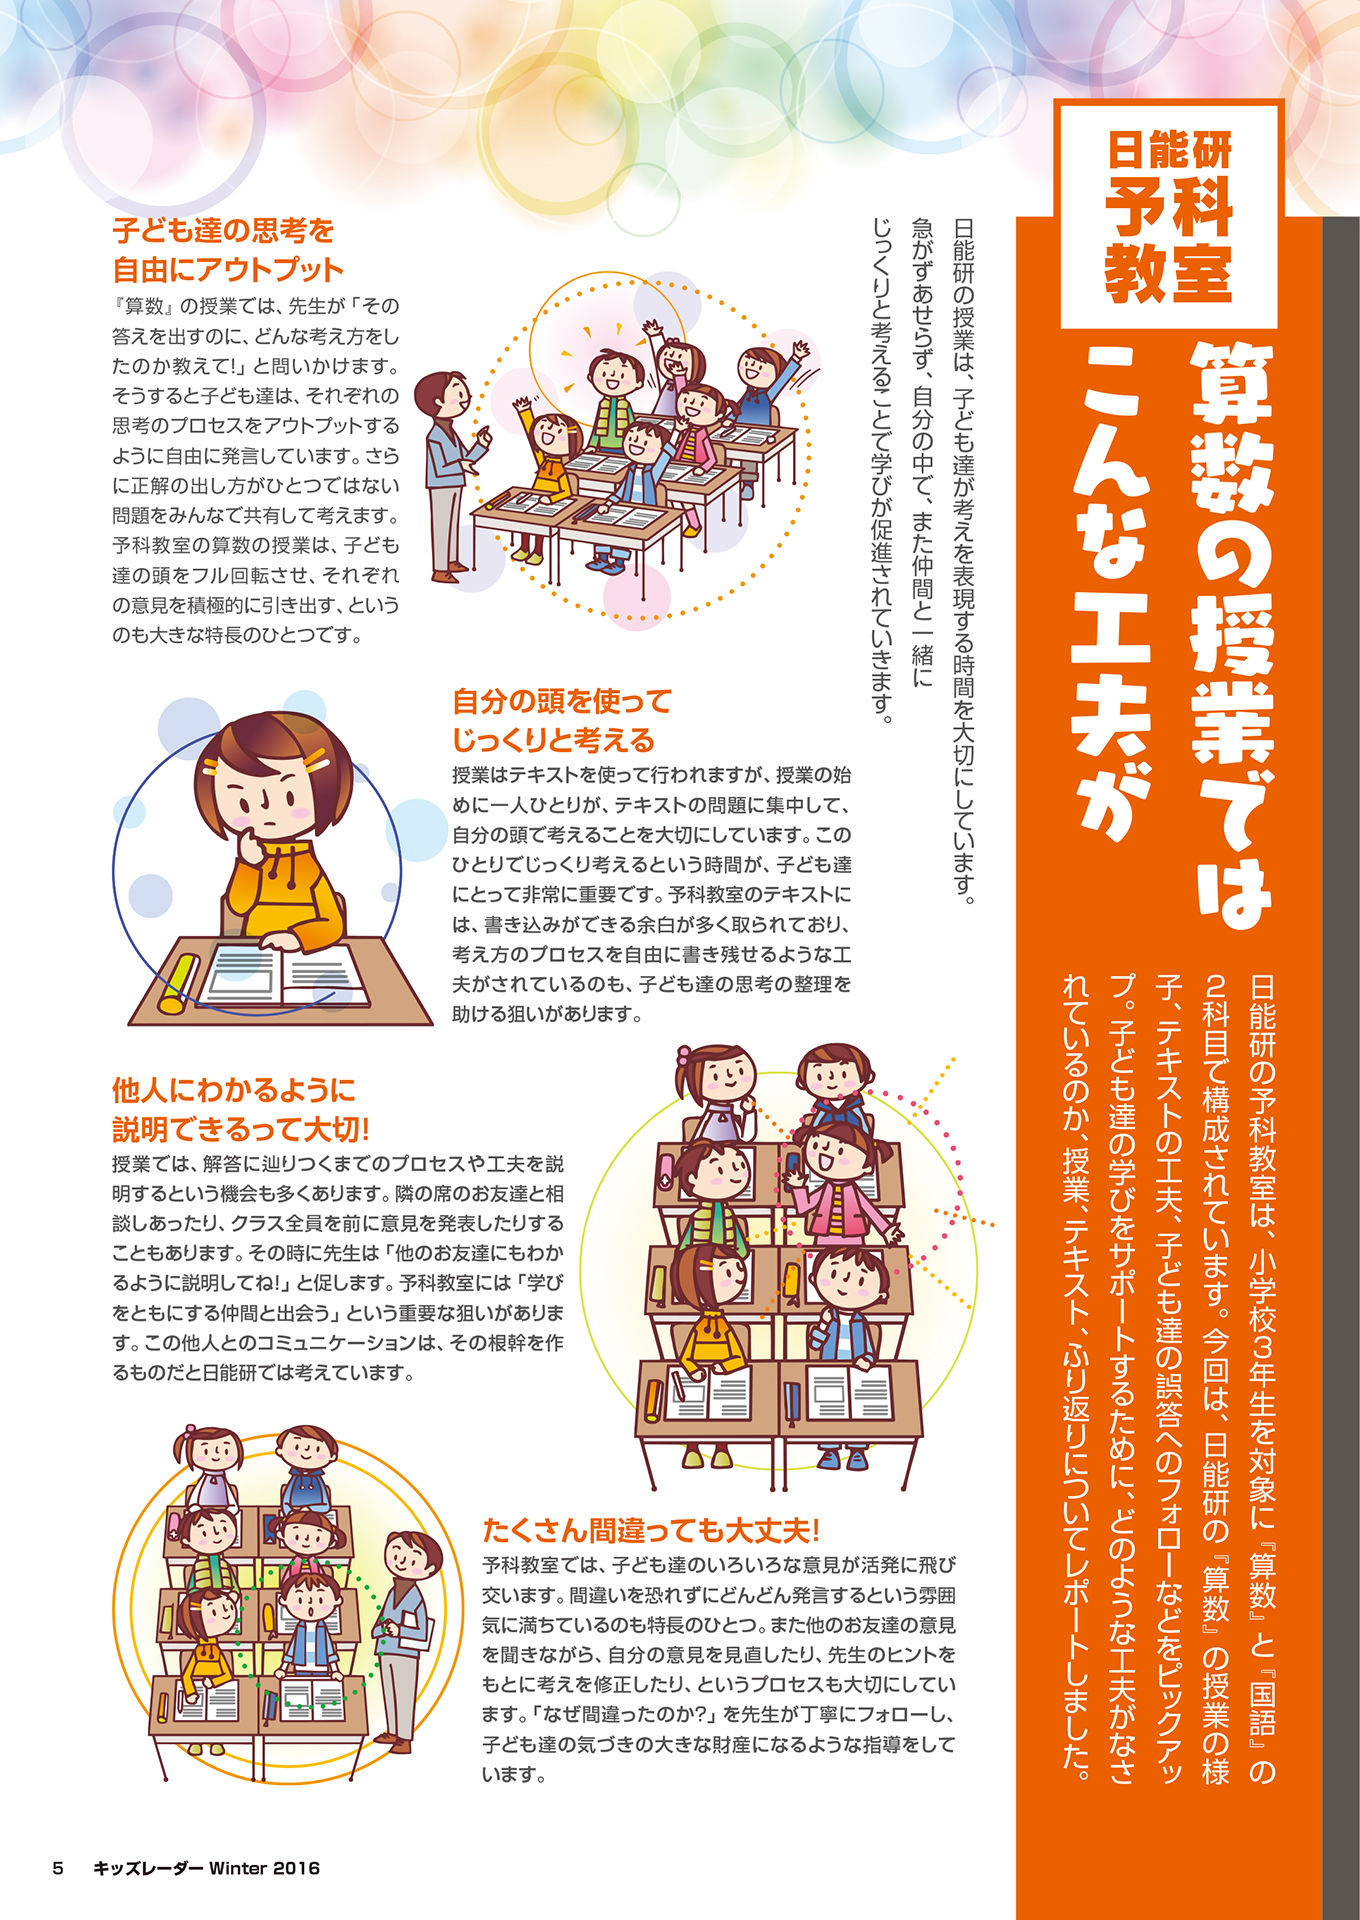 日能研
予科
教室
算数の授業では
こんな工夫が
日能研の予科教室は、小学校3年生を対象に『算数』と『国語』の
2科目で構成されています。今回は、日能研の『算数』の授業の様
子、テキストの工夫、子ども達の誤答へのフォローなどをピックアッ
プ。子ども達の学びをサポートするために、どのような工夫がなさ
れているのか、授業、テキスト、ふり返りについてレポートしました。
日能研の授業は、子ども達が考えを表現する時間を大切にしています。
急がずあせらず、自分の中で、また仲間と一緒に
じっくりと考えることで学びが促進されていきます。
子ども達の思考を
自由にアウトプット
『算数』の授業では、先生が「その
答えを出すのに、どんな考え方をし
たのか教えて!」と問いかけます。
そうすると子ども達は、それぞれの
思考のプロセスをアウトプットする
ように自由に発言しています。さら
に正解の出し方がひとつではない
問題をみんなで共有して考えます。
予科教室の算数の授業は、子ども
達の頭をフル回転させ、それぞれ
の意見を積極的に引き出す、という
のも大きな特長のひとつです。
自分の頭を使って
じっくりと考える
授業はテキストを使って行われますが、授業の始
めに一人ひとりが、テキストの問題に集中して、
自分の頭で考えることを大切にしています。この
ひとりでじっくり考えるという時間が、子ども達
にとって非常に重要です。予科教室のテキストに
は、書き込みができる余白が多く取られており、
考え方のプロセスを自由に書き残せるような工
夫がされているのも、子ども達の思考の整理を
助ける狙いがあります。
他人にわかるように
説明できるって大切!
授業では、解答に辿りつくまでのプロセスや工夫を説
明するという機会も多くあります。隣の席のお友達と相
談しあったり、クラス全員を前に意見を発表したりする
こともあります。その時に先生は「他のお友達にもわか
るように説明してね!」と促します。予科教室には「学び
をともにする仲間と出会う」という重要な狙いがありま
す。この他人とのコミュニケーションは、その根幹を作
るものだと日能研では考えています。
たくさん間違っても大丈夫!
予科教室では、子ども達のいろいろな意見が活発に飛び
交います。間違いを恐れずにどんどん発言するという雰囲
気に満ちているのも特長のひとつ。また他のお友達の意見
を聞きながら、自分の意見を見直したり、先生のヒントを
もとに考えを修正したり、というプロセスも大切にしてい
ます。「なぜ間違ったのか?」を先生が丁寧にフォローし、
子ども達の気づきの大きな財産になるような指導をして
います。
5 キッズレーダー Winter 2016